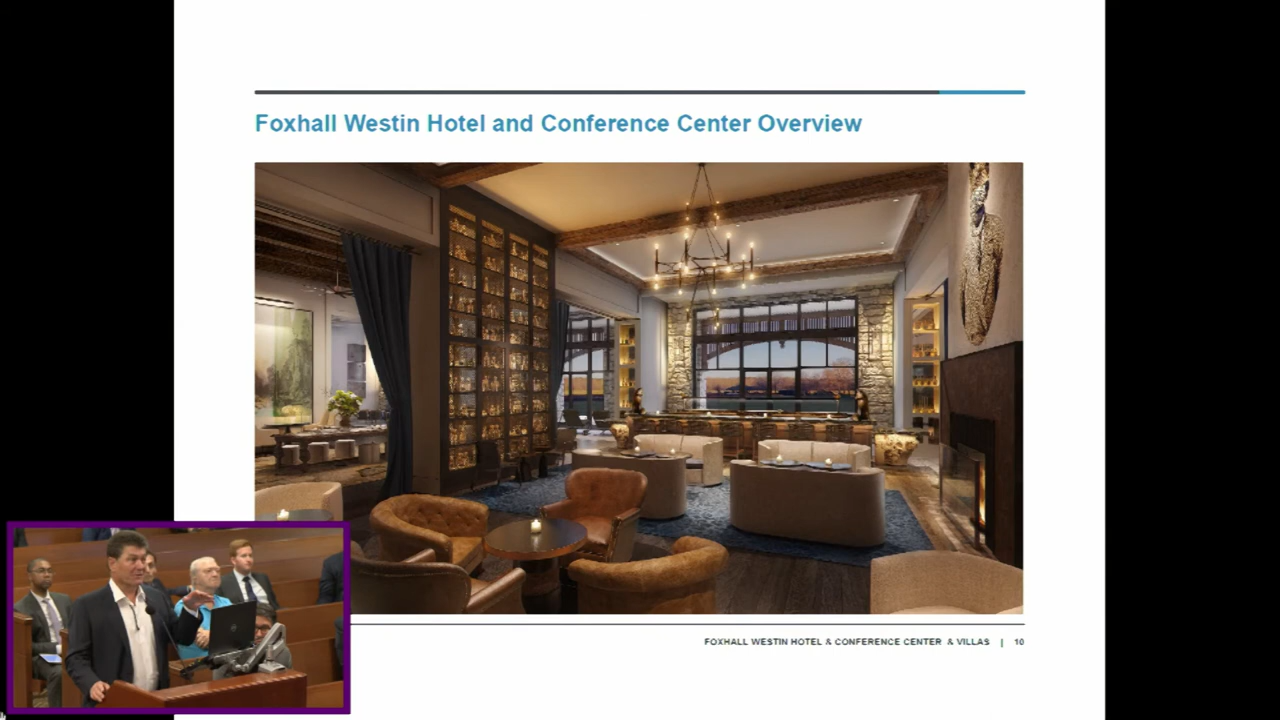 Foxhall Westin Hotel and Conference Center Overview
FOXHALL WESTIN HOTEL & CONFERENCE CENTER & VILLAS | 10